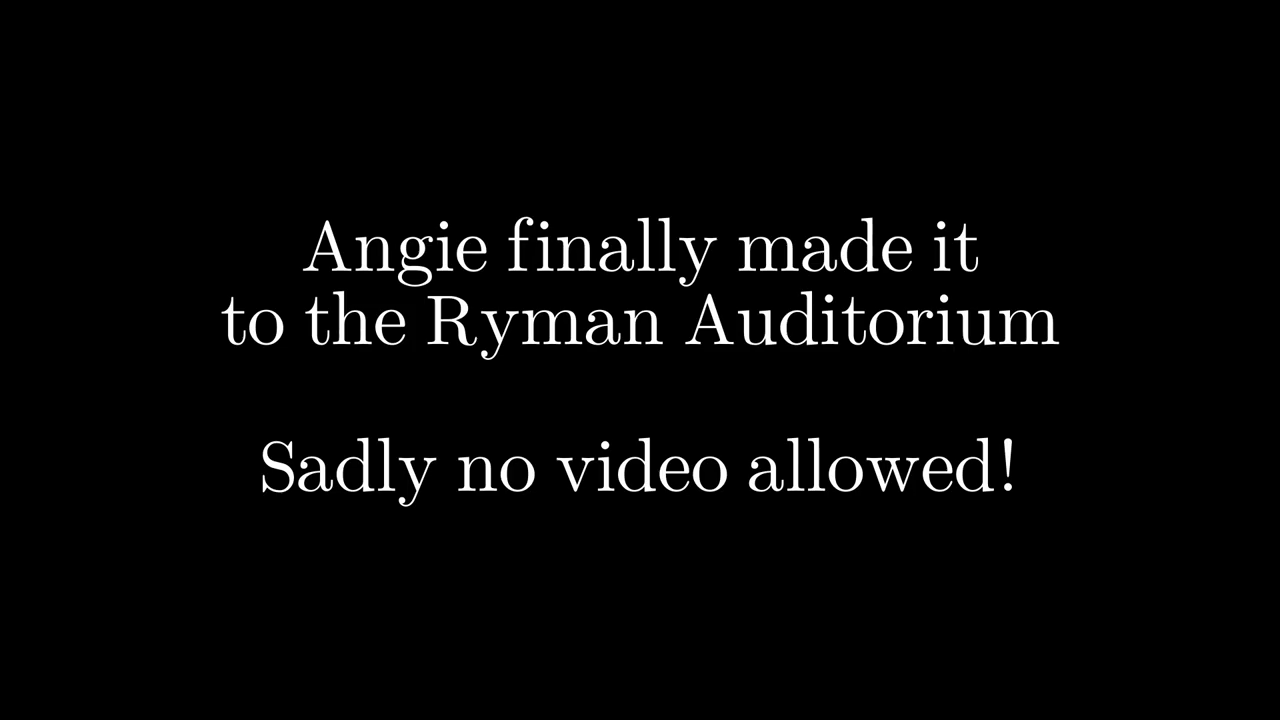 Angie finally made it
to the Ryman Auditorium
Sadly no video allowed!